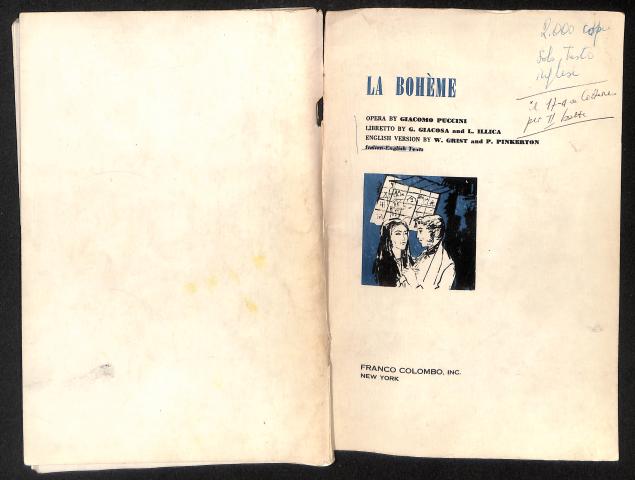 2.000 copie
Solo Testo
inglese
LA BOHÈME
OPERA BY GIACOMO PUCCINI
LIBRETTO BY G. GIACOSA and L. ILLICA
ENGLISH VERSION BY W. GRIST and P. PINKERTON
Italian-English Texts
FRANCO COLOMBO, INC.
NEW YORK